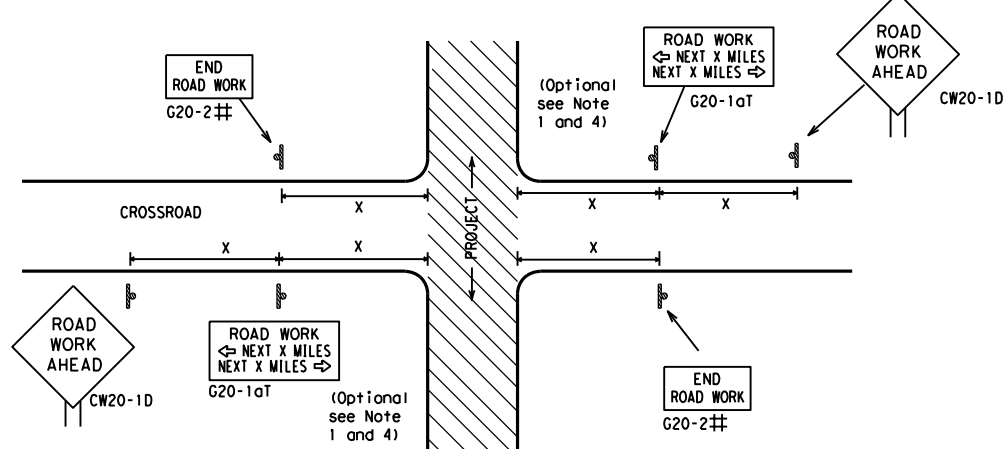 ROAD
WORK
AHEAD
CW20-1D
ROAD WORK
⇦ NEXT X MILES
NEXT X MILES ⇨
G20-1aT
(Optional
see Note
1 and 4)
END
ROAD WORK
G20-2#
X
X
X
CROSSROAD
PROJECT
X
X
X
ROAD
WORK
AHEAD
CW20-1D
ROAD WORK
⇦ NEXT X MILES
NEXT X MILES ⇨
G20-1aT
(Optional
see Note
1 and 4)
END
ROAD WORK
G20-2#